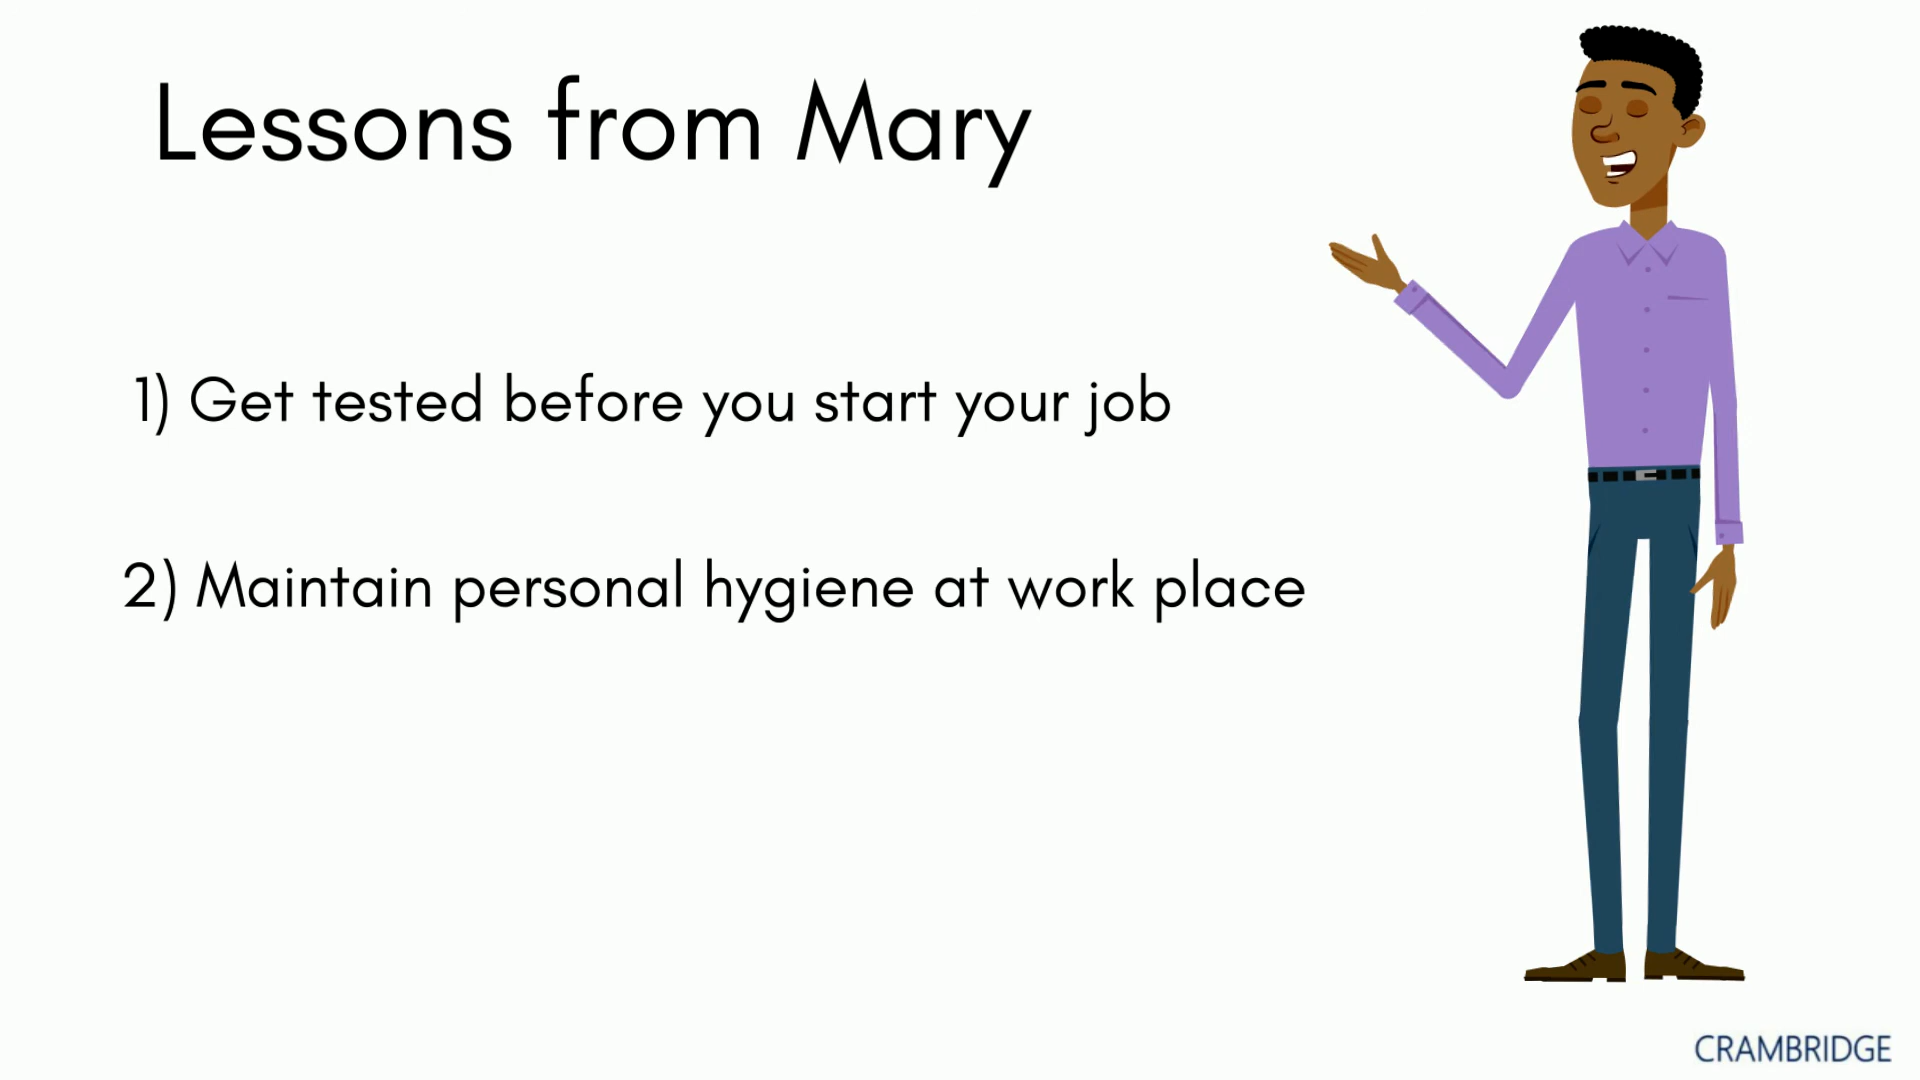 Lessons from Mary
1) Get tested before you start your job
2) Maintain personal hygiene at work place
CRAMBRIDGE